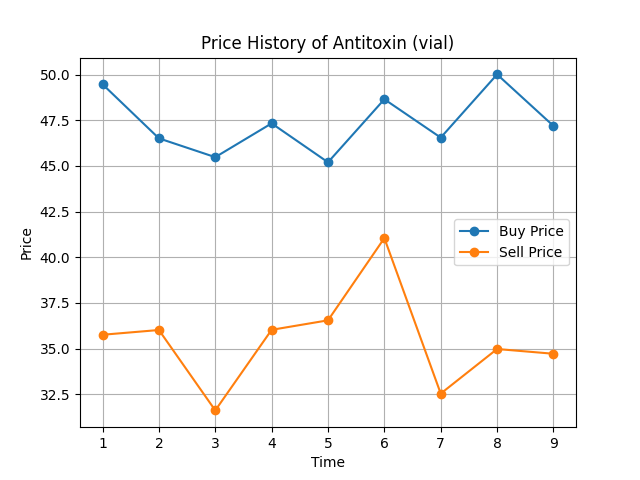 Price History of Antitoxin (vial)
50.0
47.5
45.0
42.5
40.0
37.5
35.0
32.5
Price
Buy Price
Sell Price
1 2 3 4 5 6 7 8 9
Time